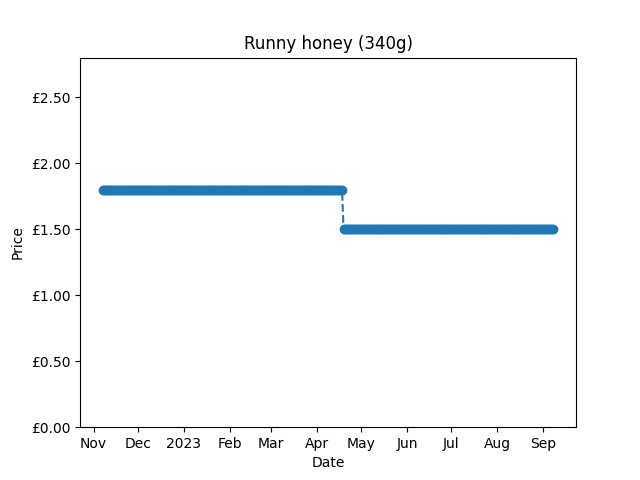 Runny honey (340g)
£2.50
£2.00
£1.50
£1.00
£0.50
£0.00
Price
Nov Dec 2023 Feb Mar Apr May Jun Jul Aug Sep
Date